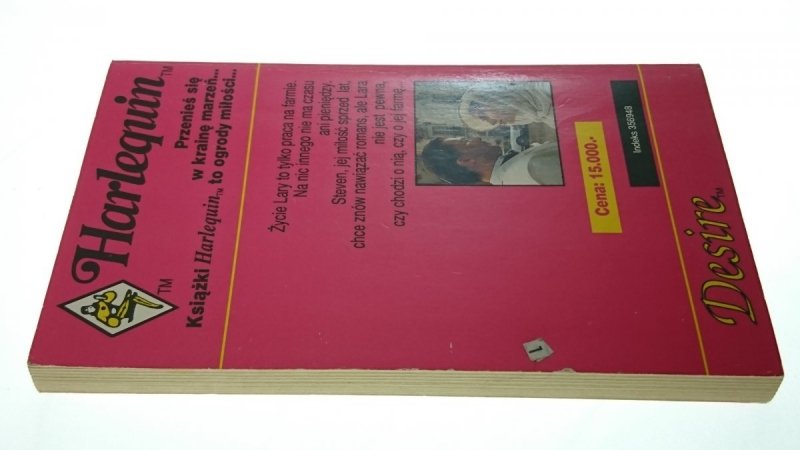 Harlequin™
TM
Przenieś się
w krainę marzeń...
Książki Harlequin™ to ogrody miłości...
Życie Lary to tylko praca na farmie.
Na nic innego nie ma czasu
ani pieniędzy.
Steven, jej miłość sprzed lat,
chce znów nawiązać romans, ale Lara
nie jest pewna,
czy chodzi o nią, czy o jej farmę...
Cena: 15.000.-
Indeks 356948
1
Desire™